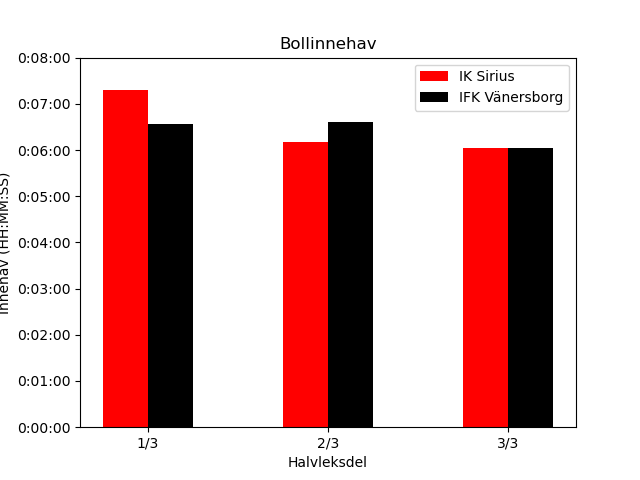 Bollinnehav
IK Sirius
IFK Vänersborg
0:08:00
0:07:00
0:06:00
0:05:00
0:04:00
0:03:00
0:02:00
0:01:00
0:00:00
Innehav (HH:MM:SS)
1/3
2/3
3/3
Halvleksdel